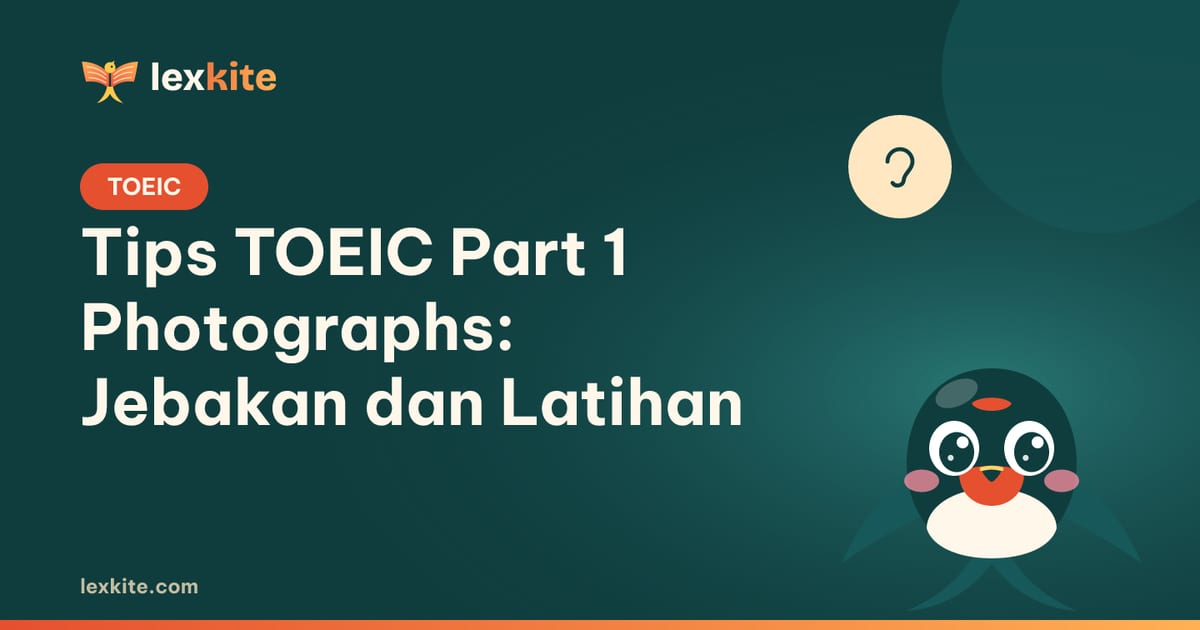 lexkite
TOEIC
Tips TOEIC Part 1
Photographs:
Jebakan dan Latihan
lexkite.com